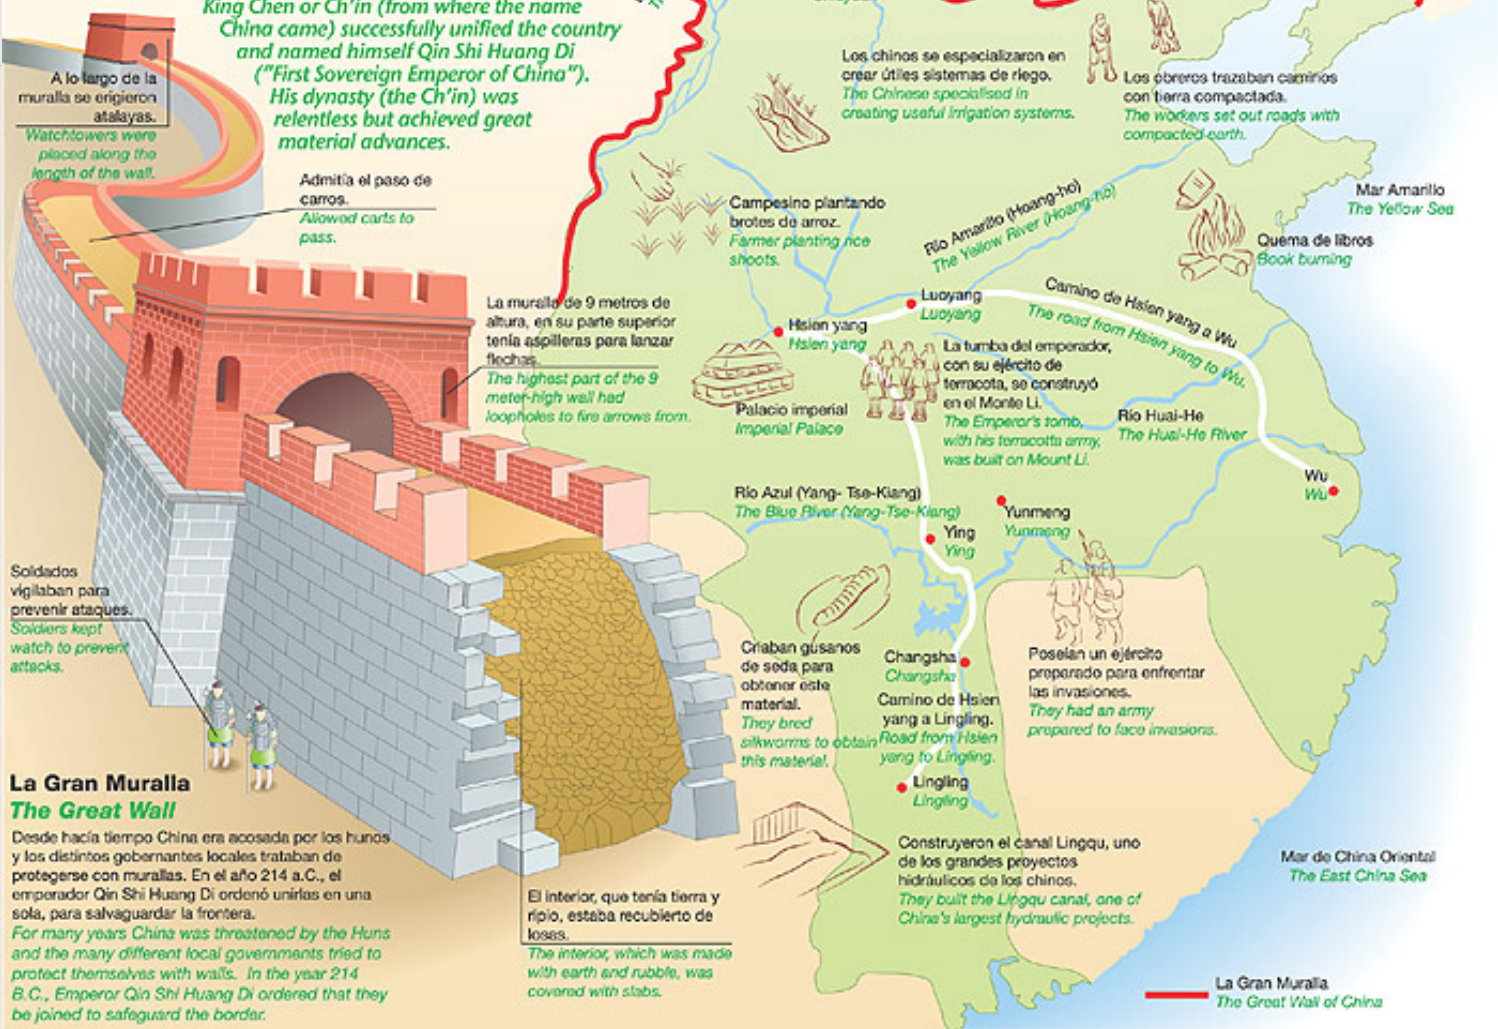 King Chen or Ch'in (from where the name
China came) successfully unified the country
and named himself Qin Shi Huang Di
("First Sovereign Emperor of China").
His dynasty (the Ch'in) was
relentless but achieved great
material advances.
A lo largo de la
muralla se erigieron
atalayas.
Watchtowers were
placed along the
length of the wall.
Admitía el paso de
carros.
Allowed carts to
pass.
La muralla de 9 metros de
altura, en su parte superior
tenía aspilleras para lanzar
flechas.
The highest part of the 9
meter-high wall had
loopholes to fire arrows from.
Soldados
vigilaban para
prevenir ataques.
Soldiers kept
watch to prevent
attacks.
La Gran Muralla
The Great Wall
Desde hacía tiempo China era acosada por los hunos
y los distintos gobernantes locales trataban de
protegerse con murallas. En el año 214 a.C., el
emperador Qin Shi Huang Di ordenó unirlas en una
sola, para salvaguardar la frontera.
For many years China was threatened by the Huns
and the many different local governments tried to
protect themselves with walls. In the year 214
B.C., Emperor Qin Shi Huang Di ordered that they
be joined to safeguard the border.
El interior, que tenía tierra y
ripio, estaba recubierto de
losas.
The interior, which was made
with earth and rubble, was
covered with slabs.
Los chinos se especializaron en
crear útiles sistemas de riego.
The Chinese specialised in
creating useful irrigation systems.
Los obreros trazaban caminos
con tierra compactada.
The workers set out roads with
compacted earth.
Campesino plantando
brotes de arroz.
Farmer planting rice
shoots.
Río Amarillo (Hoang-ho)
The Yellow River (Hoang-ho)
Mar Amarillo
The Yellow Sea
Quema de libros
Book burning
Luoyang
Luoyang
Camino de Hsien yang a Wu
The road from Hsien yang to Wu.
Hsien yang
Hsien yang
Palacio imperial
Imperial Palace
La tumba del emperador,
con su ejército de
terracota, se construyó
en el Monte Li.
The Emperor's tomb,
with his terracotta army,
was built on Mount Li.
Río Huai-He
The Huai-He River
Wu
Wu
Río Azul (Yang- Tse-Kiang)
The Blue River (Yang-Tse-Kiang)
Yunmeng
Yunmeng
Ying
Ying
Criaban gusanos
de seda para
obtener este
material.
They bred
silkworms to obtain
this material.
Changsha
Changsha
Camino de Hsien
yang a Lingling.
Road from Hsien
yang to Lingling.
Lingling
Lingling
Poseían un ejército
preparado para enfrentar
las invasiones.
They had an army
prepared to face invasions.
Construyeron el canal Lingqu, uno
de los grandes proyectos
hidráulicos de los chinos.
They built the Lingqu canal, one of
China's largest hydraulic projects.
Mar de China Oriental
The East China Sea
La Gran Muralla
The Great Wall of China